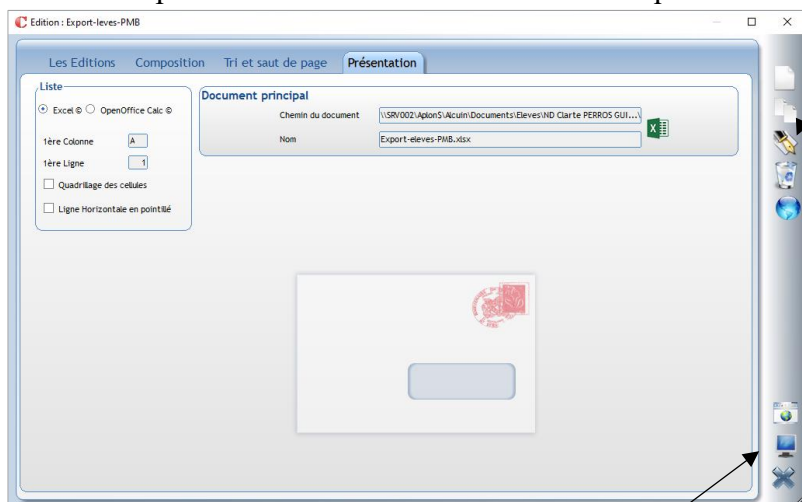 Edition : Export-leves-PMB
Les Editions Composition Tri et saut de page Présentation
Liste
Excel © OpenOffice Calc ©
1ère Colonne A
1ère Ligne 1
Quadrillage des cellules
Ligne Horizontale en pointillé
Document principal
Chemin du document \\SRV002\AplonS\Alcuin\Documents\Eleves\ND Clarte PERROS GUI...\
Nom Export-eleves-PMB.xlsx